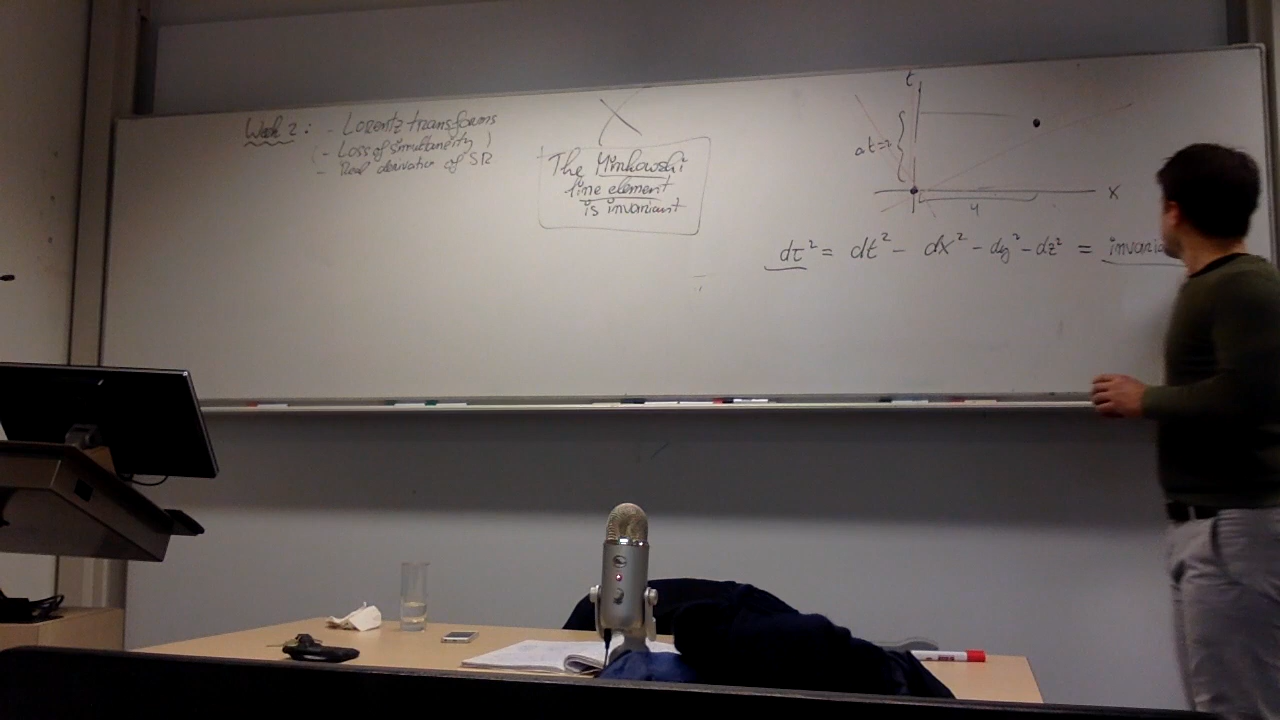 Week 2: - Lorentz transforms
(- Loss of simultaneity)
- Real derivation of SR
The Minkowski
line element
is invariant
t
x
4
dτ² = dt² - dx² - dy² - dz² = invaria